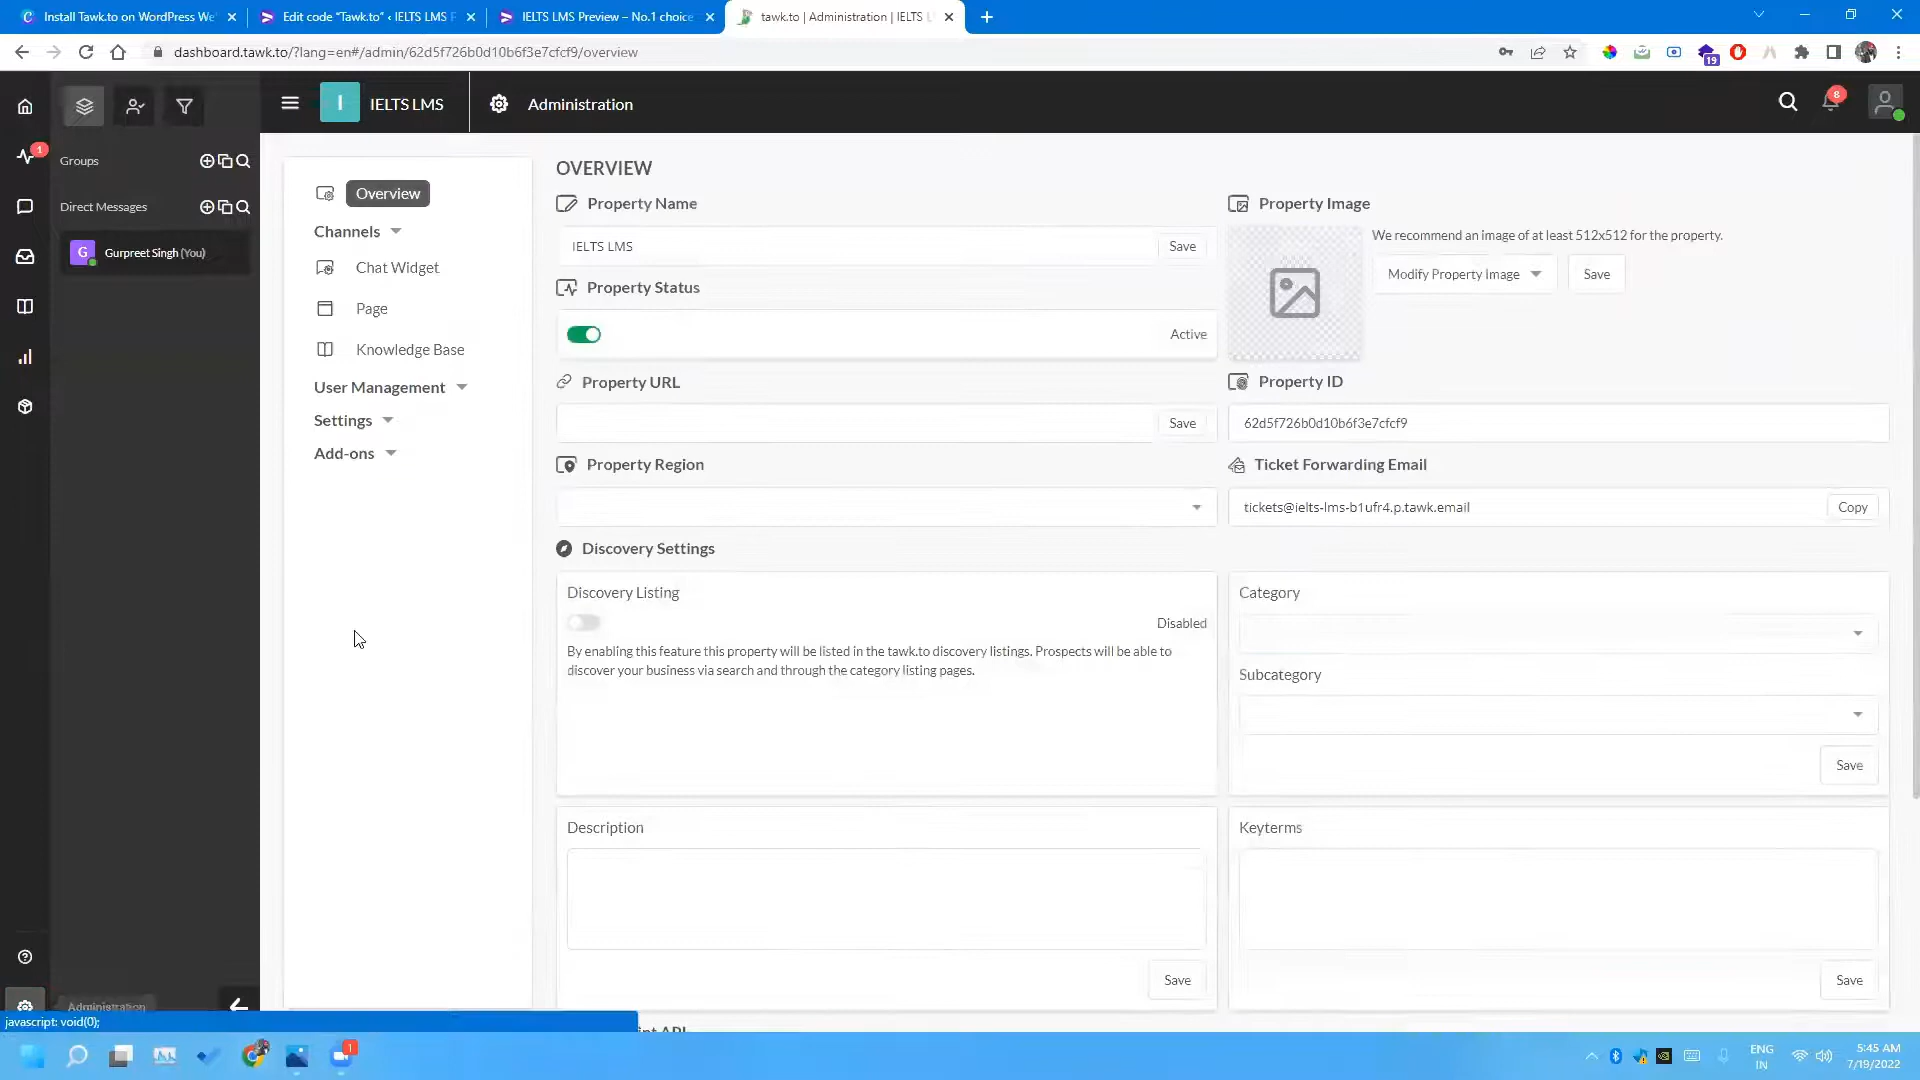 Install Tawk.to on WordPress We
Edit code "Tawk.to" ‹ IELTS LMS P
IELTS LMS Preview – No.1 choice
tawk.to | Administration | IELTS L
dashboard.tawk.to/?lang=en#/admin/62d5f726b0d10b6f3e7cfcf9/overview
19
I
IELTS LMS
Administration
8
1
Groups
Direct Messages
G
Gurpreet Singh (You)
Overview
Channels
Chat Widget
Page
Knowledge Base
User Management
Settings
Add-ons
OVERVIEW
Property Name
IELTS LMS
Save
Property Image
We recommend an image of at least 512x512 for the property.
Modify Property Image
Save
Property Status
Active
Property URL
Save
Property ID
62d5f726b0d10b6f3e7cfcf9
Property Region
Ticket Forwarding Email
tickets@ielts-lms-b1ufr4.p.tawk.email
Copy
Discovery Settings
Discovery Listing
Disabled
By enabling this feature this property will be listed in the tawk.to discovery listings. Prospects will be able to
discover your business via search and through the category listing pages.
Category
Subcategory
Save
Description
Save
Keyterms
Save
Administration
javascript: void(0);
1
ENG
IN
5:45 AM
7/19/2022